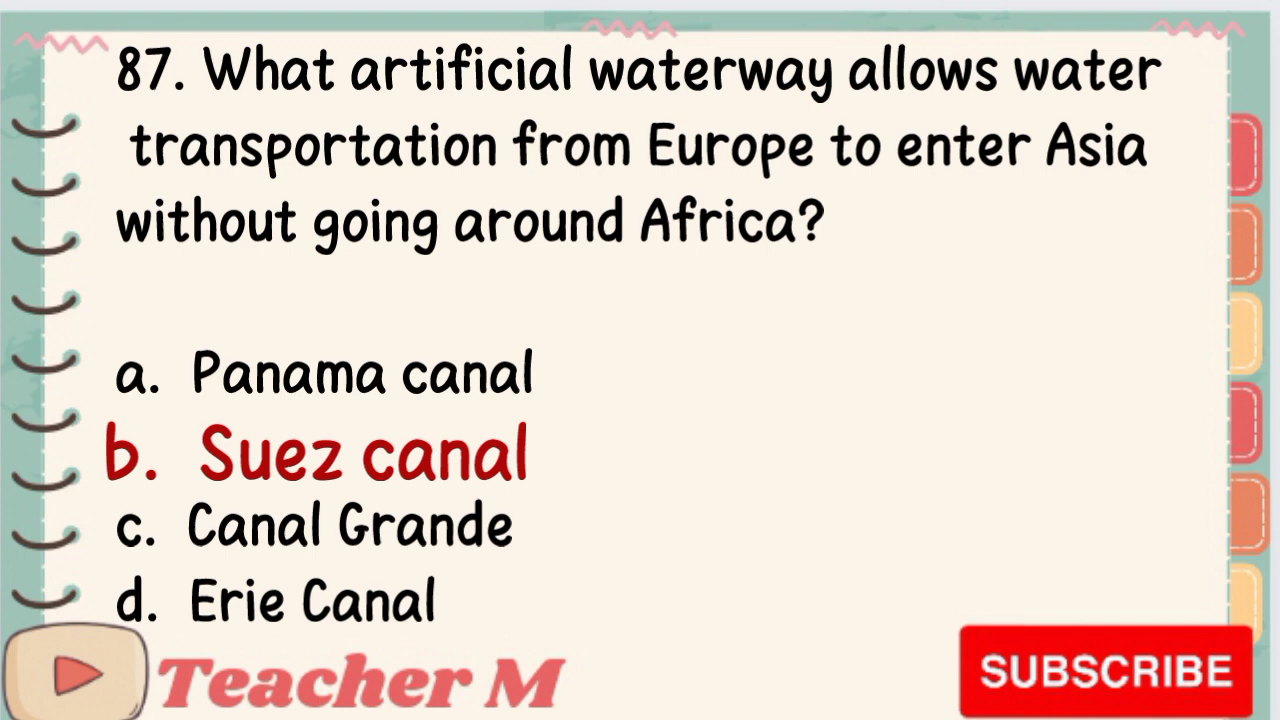 87. What artificial waterway allows water
transportation from Europe to enter Asia
without going around Africa?
a. Panama canal
b. Suez canal
c. Canal Grande
d. Erie Canal
Teacher M
SUBSCRIBE